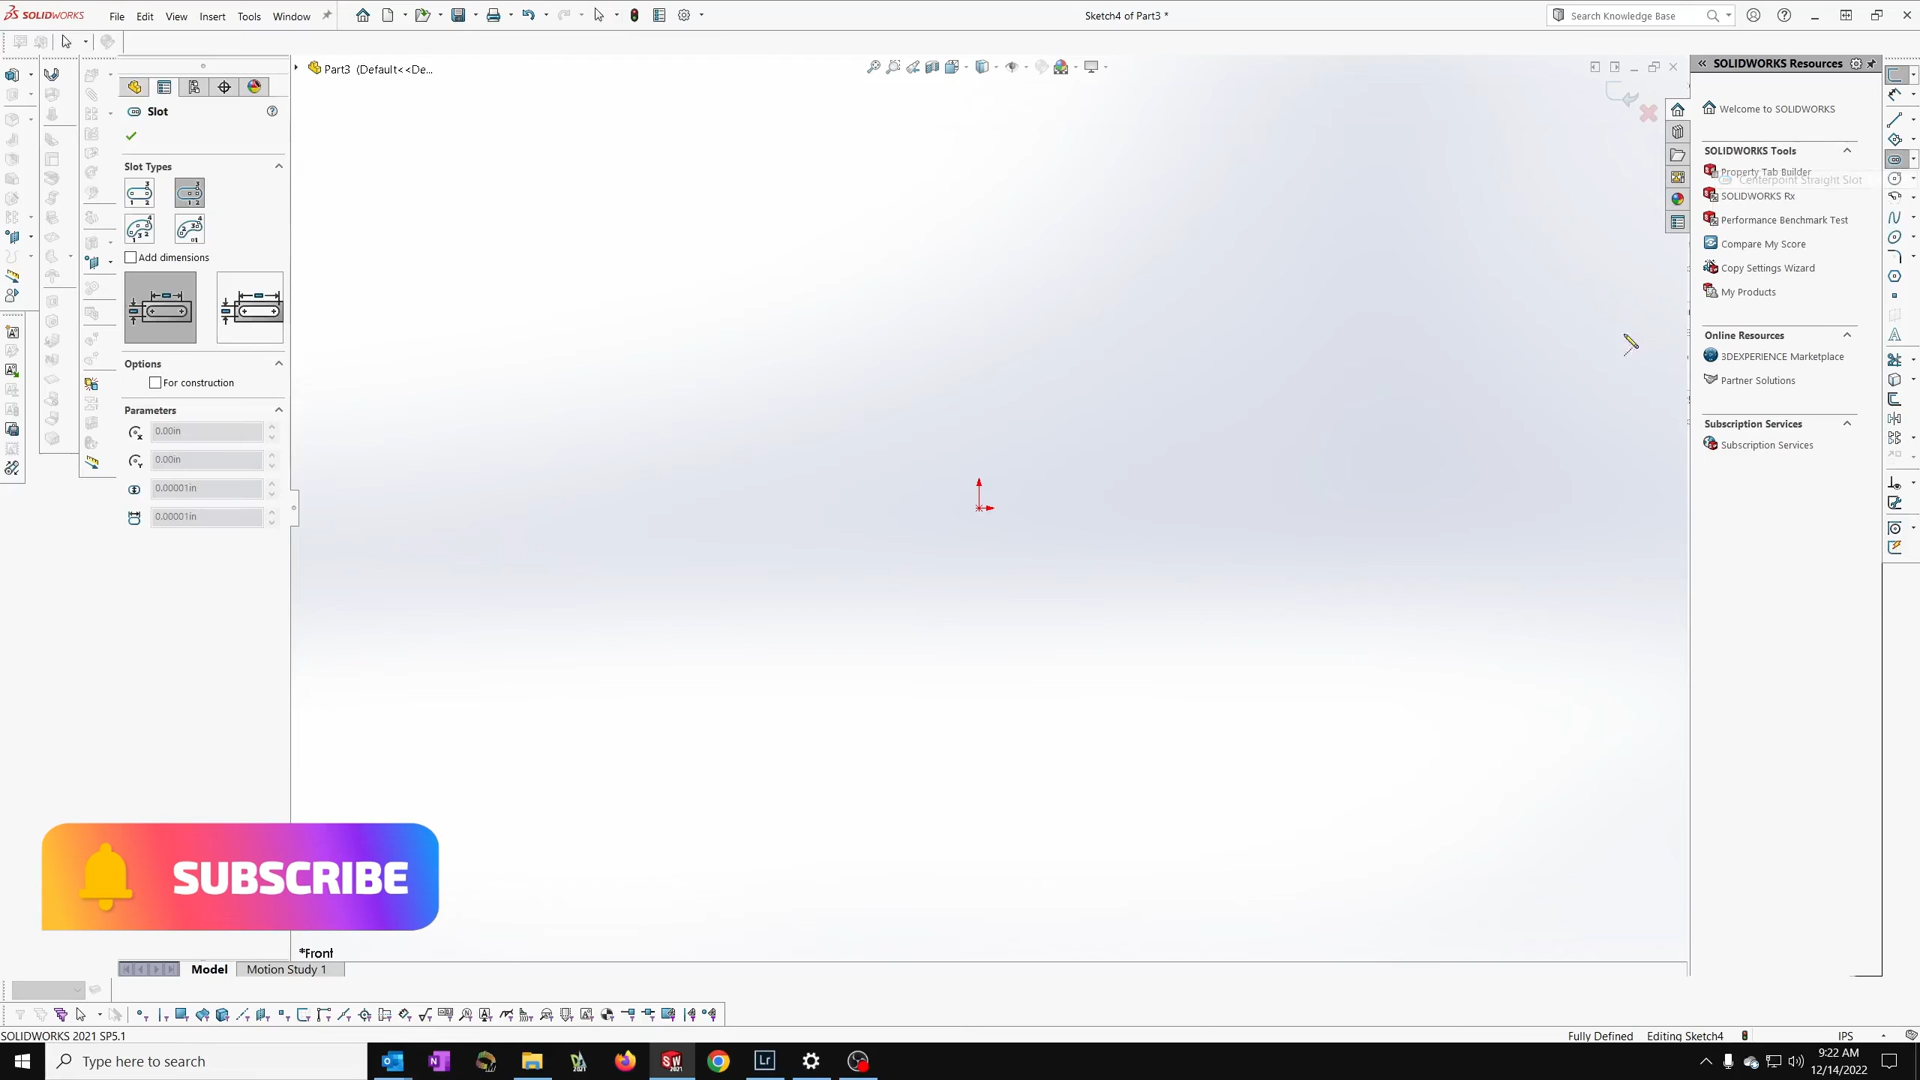 SOLIDWORKS
File Edit View Insert Tools Window
Sketch4 of Part3 *
Search Knowledge Base
Part3 (Default<<De...
SOLIDWORKS Resources
Slot
Welcome to SOLIDWORKS
Slot Types
SOLIDWORKS Tools
Property Tab Builder
Centerpoint Straight Slot
SOLIDWORKS Rx
Performance Benchmark Test
Compare My Score
Add dimensions
Copy Settings Wizard
My Products
Online Resources
3DEXPERIENCE Marketplace
Options
Partner Solutions
For construction
Parameters
Subscription Services
0.00in
Subscription Services
0.00in
0.00001in
0.00001in
SUBSCRIBE
*Front
Model Motion Study 1
SOLIDWORKS 2021 SP5.1
Fully Defined Editing Sketch4 IPS
Type here to search
9:22 AM
12/14/2022